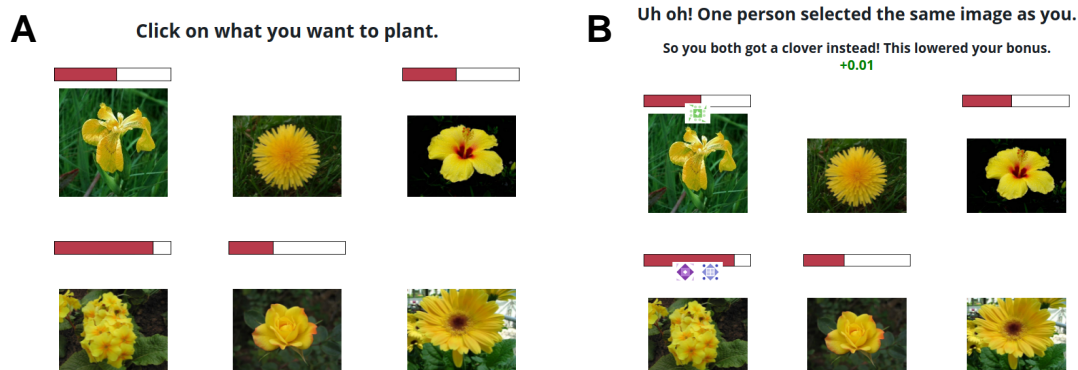 A
Click on what you want to plant.
B
Uh oh! One person selected the same image as you.
So you both got a clover instead! This lowered your bonus.
+0.01